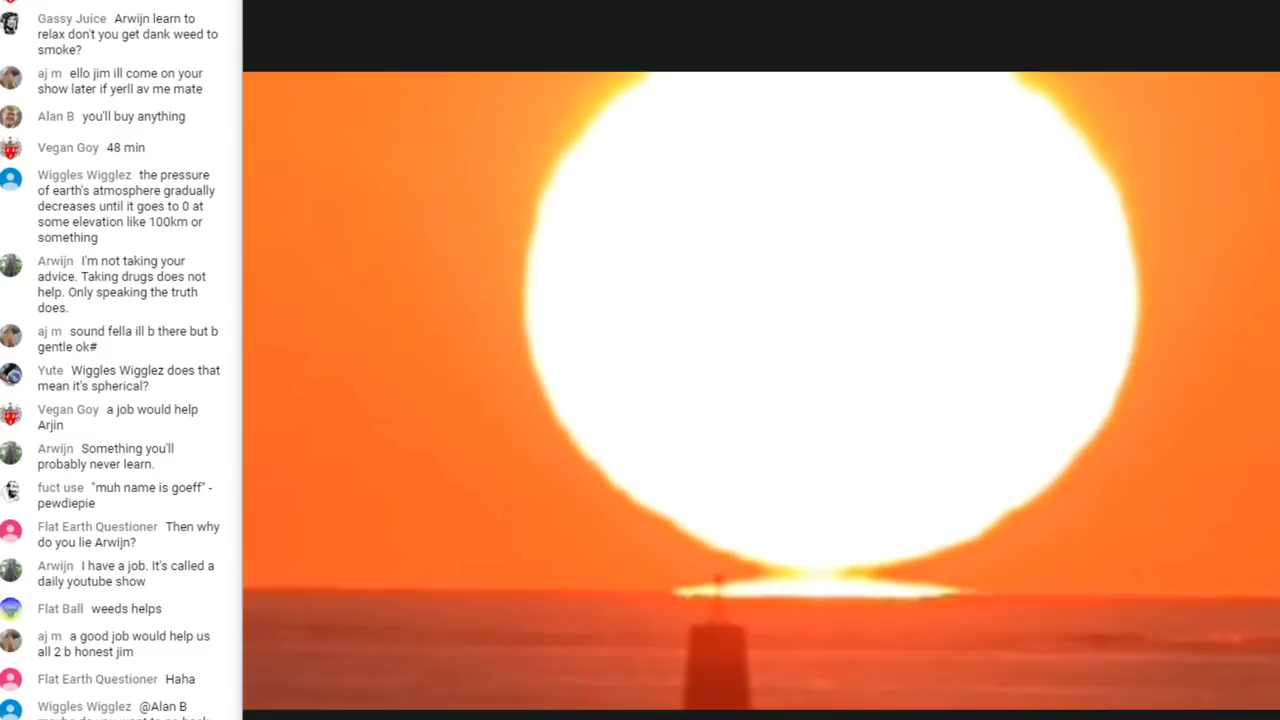 Gassy Juice Arwijn learn to
relax don't you get dank weed to
smoke?
aj m ello jim ill come on your
show later if yerll av me mate
Alan B you'll buy anything
Vegan Goy 48 min
Wiggles Wigglez the pressure
of earth's atmosphere gradually
decreases until it goes to 0 at
some elevation like 100km or
something
Arwijn I'm not taking your
advice. Taking drugs does not
help. Only speaking the truth
does.
aj m sound fella ill b there but b
gentle ok#
Yute Wiggles Wigglez does that
mean it's spherical?
Vegan Goy a job would help
Arjin
Arwijn Something you'll
probably never learn.
fuct use "muh name is goeff" -
pewdiepie
Flat Earth Questioner Then why
do you lie Arwijn?
Arwijn I have a job. It's called a
daily youtube show
Flat Ball weeds helps
aj m a good job would help us
all 2 b honest jim
Flat Earth Questioner Haha
Wiggles Wigglez @Alan B